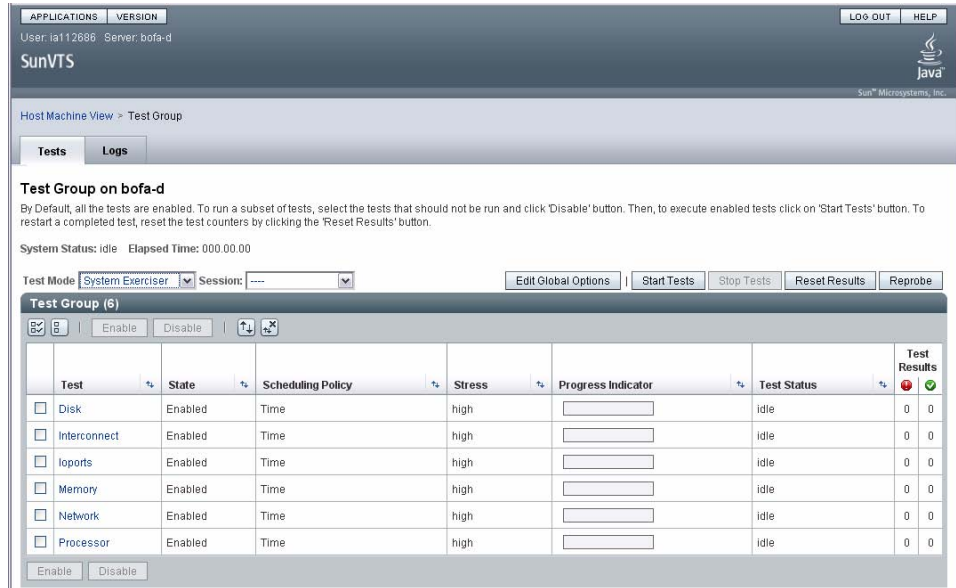 APPLICATIONS VERSION LOG OUT HELP
User: ia112686 Server: bofa-d
SunVTS
Java™
Sun™ Microsystems, Inc.
Host Machine View > Test Group
Tests Logs
Test Group on bofa-d
By Default, all the tests are enabled. To run a subset of tests, select the tests that should not be run and click 'Disable' button. Then, to execute enabled tests click on 'Start Tests' button. To
restart a completed test, reset the test counters by clicking the 'Reset Results' button.
System Status: idle Elapsed Time: 000.00.00
Test Mode System Exerciser Session: ---- Edit Global Options | Start Tests Stop Tests Reset Results Reprobe
Test Group (6)
Enable Disable
Test Results
Test State Scheduling Policy Stress Progress Indicator Test Status
Disk Enabled Time high idle 0 0
Interconnect Enabled Time high idle 0 0
Ioports Enabled Time high idle 0 0
Memory Enabled Time high idle 0 0
Network Enabled Time high idle 0 0
Processor Enabled Time high idle 0 0
Enable Disable